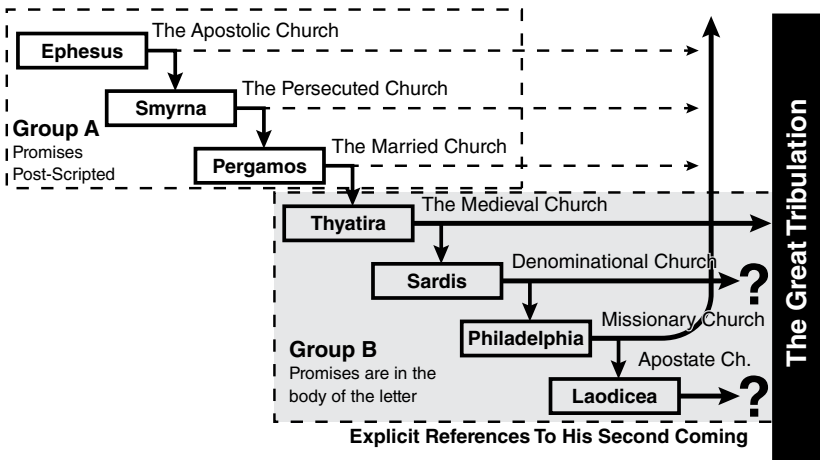 The Apostolic Church
Ephesus
The Persecuted Church
Smyrna
Group A
Promises
Post-Scripted
The Married Church
Pergamos
The Medieval Church
Thyatira
Denominational Church
Sardis
?
Missionary Church
Philadelphia
Group B
Promises are in the
body of the letter
Apostate Ch.
Laodicea
?
Explicit References To His Second Coming
The Great Tribulation